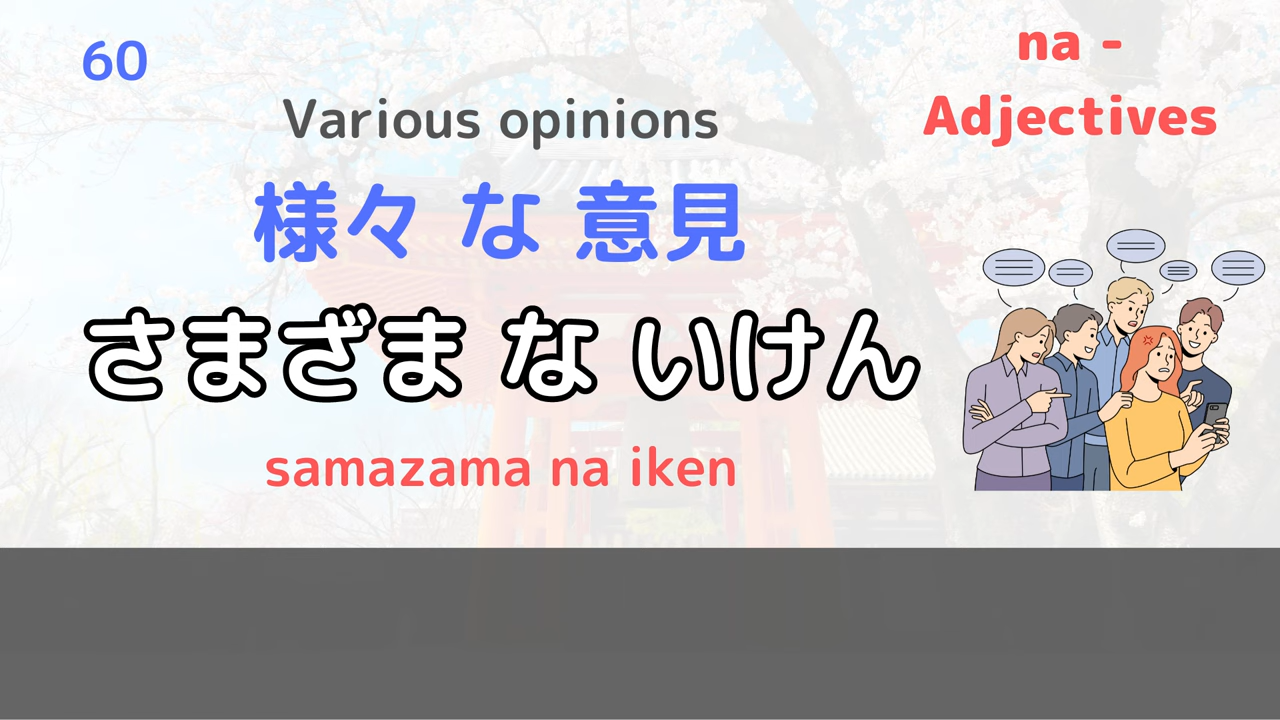 60
na -
Adjectives
Various opinions
様々 な 意見
さまざま な いけん
samazama na iken